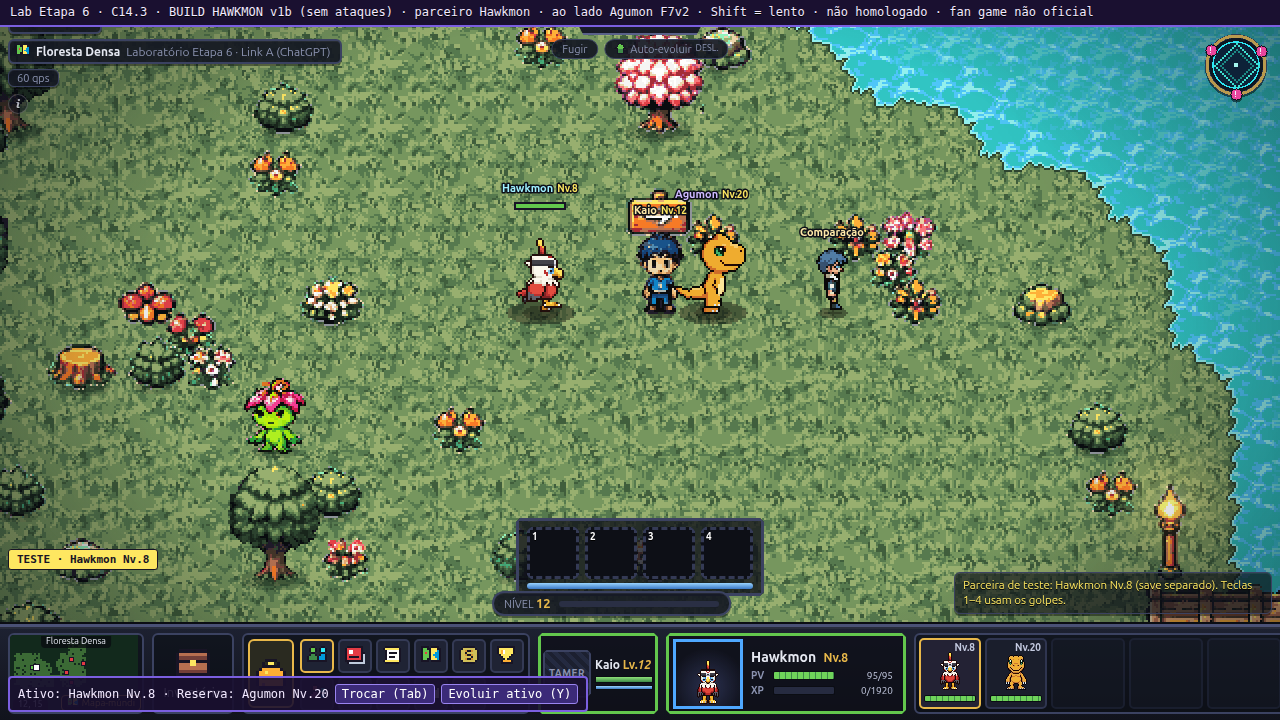 Lab Etapa 6 · C14.3 · BUILD HAWKMON v1b (sem ataques) · parceiro Hawkmon · ao lado Agumon F7v2 · Shift = lento · não homologado · fan game não oficial
Floresta Densa Laboratório Etapa 6 · Link A (ChatGPT)
Fugir
Auto-evoluir DESL.
60 qps
i
Hawkmon Nv.8
Agumon Nv.20
Kaio Nv.12
Comparação
1 2 3 4
TESTE · Hawkmon Nv.8
Parceira de teste: Hawkmon Nv.8 (save separado). Teclas
1–4 usam os golpes.
NÍVEL 12
Floresta Densa
TAMER
Kaio Lv.12
Hawkmon Nv.8
PV 95/95
XP 0/1920
Nv.8
Nv.20
Ativo: Hawkmon Nv.8 · Reserva: Agumon Nv.20 Trocar (Tab) Evoluir ativo (Y)